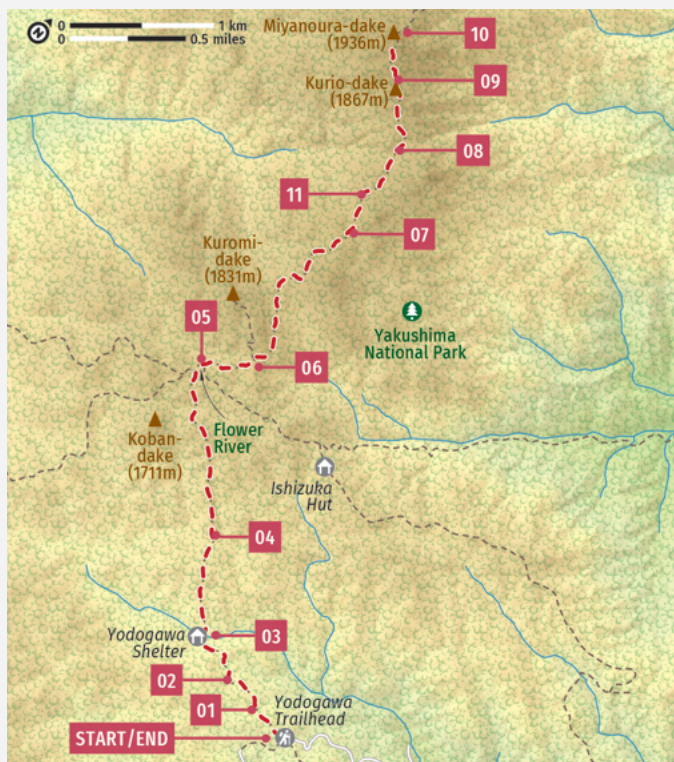 0
1 km
0
0.5 miles
Miyanoura-dake
(1936m)
10
Kurio-dake
(1867m)
09
08
11
07
Kuromi-
dake
(1831m)
05
Yakushima
National Park
06
Flower
River
Koban-
dake
(1711m)
Ishizuka
Hut
04
Yodogawa
Shelter
03
02
01
Yodogawa
Trailhead
START/END
N